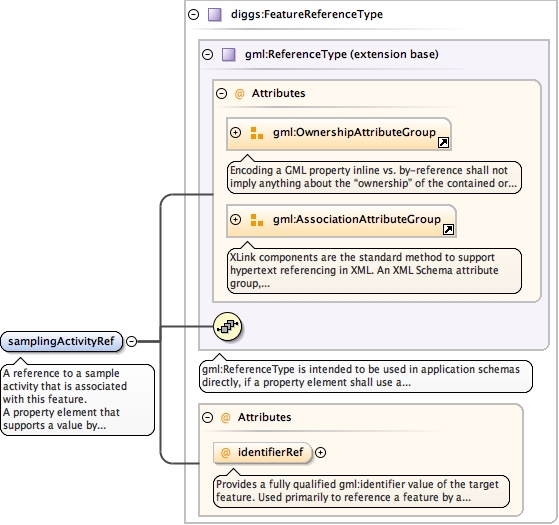 diggs:FeatureReferenceType
gml:ReferenceType (extension base)
@ Attributes
gml:OwnershipAttributeGroup
Encoding a GML property inline vs. by-reference shall not
imply anything about the “ownership” of the contained or...
gml:AssociationAttributeGroup
XLink components are the standard method to support
hypertext referencing in XML. An XML Schema attribute
group,...
samplingActivityRef
A reference to a sample
activity that is associated
with this feature.
A property element that
supports a value by...
gml:ReferenceType is intended to be used in application schemas
directly, if a property element shall use a...
@ Attributes
@ identifierRef
Provides a fully qualified gml:identifier value of the target
feature. Used primarily to reference a feature by a...